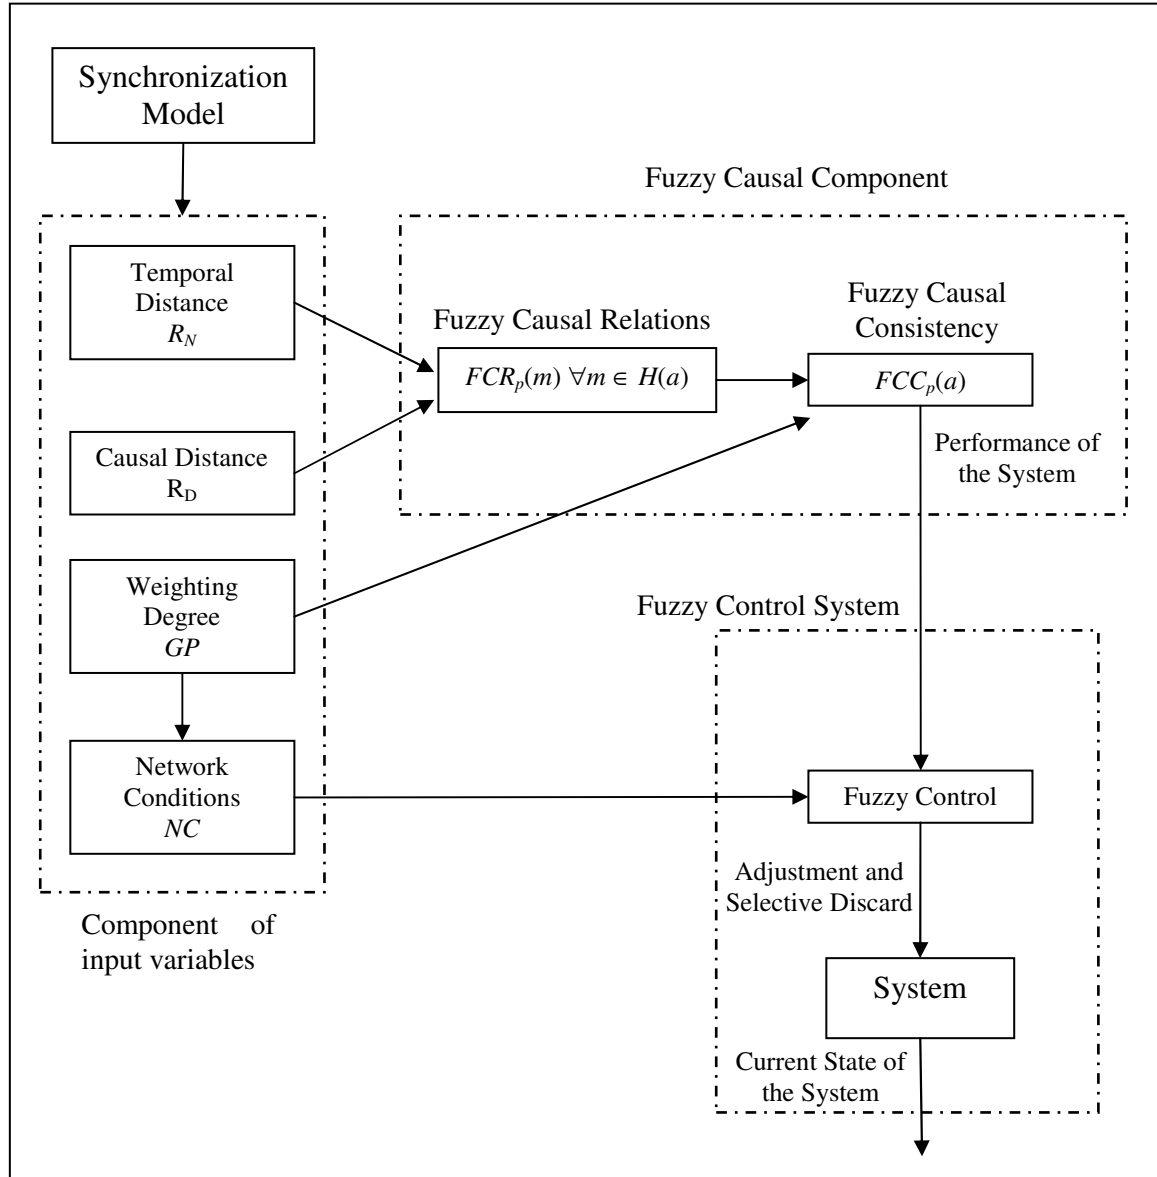 Synchronization
Model
Fuzzy Causal Component
Temporal
Distance
R_N
Fuzzy Causal Relations
Fuzzy Causal
Consistency
FCR_p(m) ∀m ∈ H(a)
FCC_p(a)
Causal Distance
R_D
Performance of
the System
Weighting
Degree
GP
Fuzzy Control System
Network
Conditions
NC
Fuzzy Control
Adjustment and
Selective Discard
Component of
input variables
System
Current State of
the System